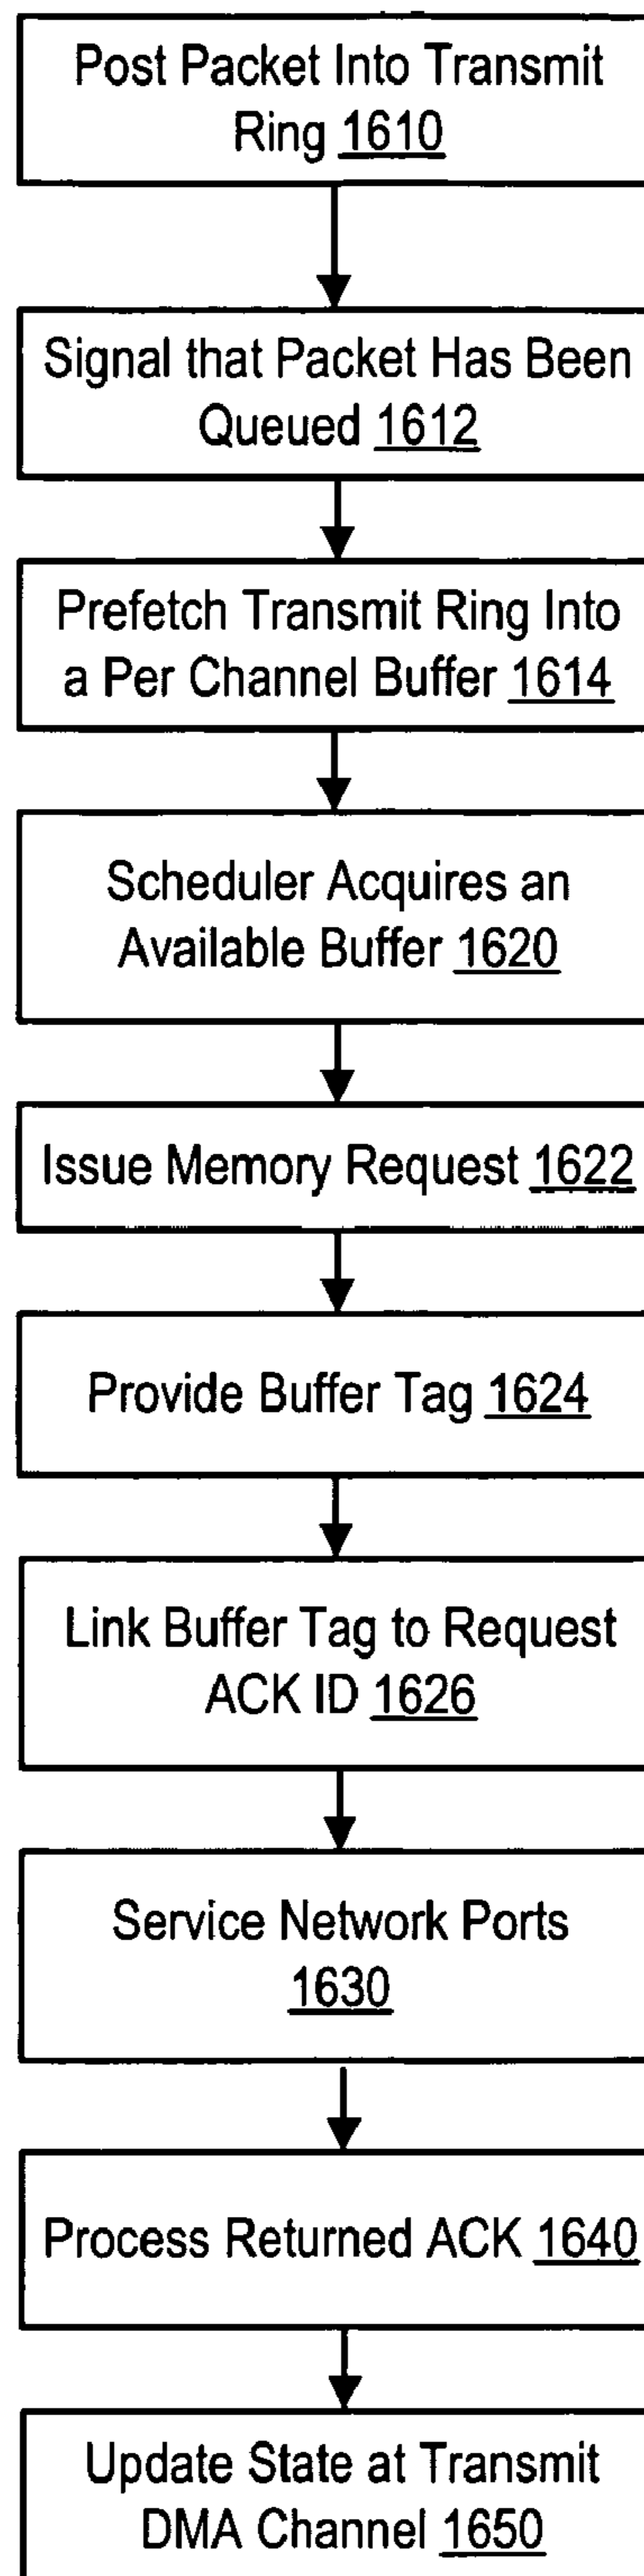 Post Packet Into Transmit
Ring 1610
Signal that Packet Has Been
Queued 1612
Prefetch Transmit Ring Into
a Per Channel Buffer 1614
Scheduler Acquires an
Available Buffer 1620
Issue Memory Request 1622
Provide Buffer Tag 1624
Link Buffer Tag to Request
ACK ID 1626
Service Network Ports
1630
Process Returned ACK 1640
Update State at Transmit
DMA Channel 1650